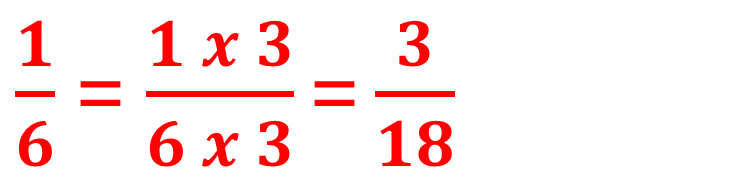 1/6 = (1 x 3)/(6 x 3) = 3/18